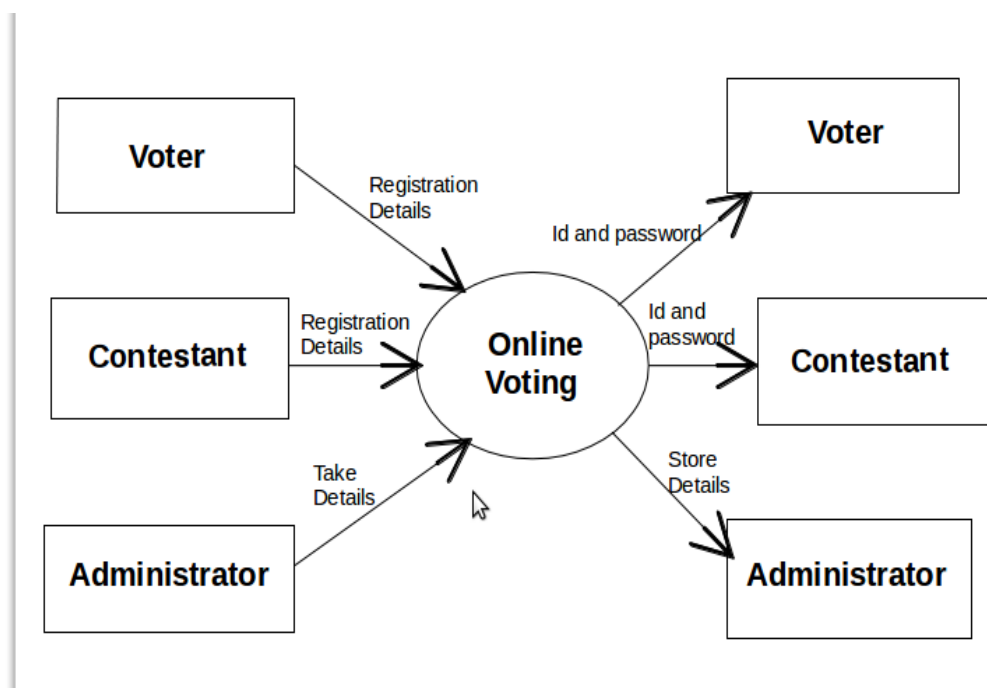 Voter
Registration
Details
Voter
Id and password
Contestant
Registration
Details
Online
Voting
Id and
password
Contestant
Take
Details
Administrator
Store
Details
Administrator